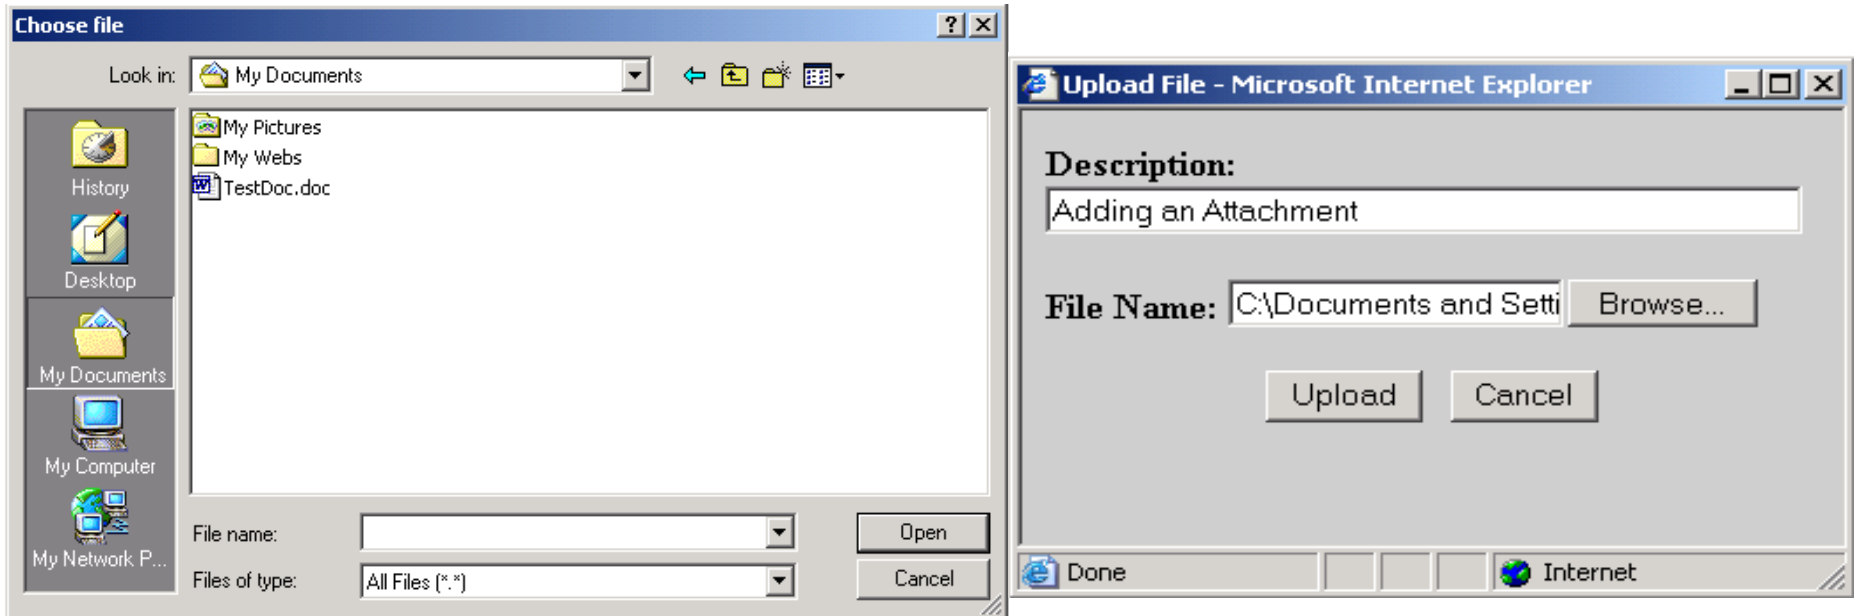 Choose file
Look in: My Documents
History
Desktop
My Documents
My Computer
My Network P...
My Pictures
My Webs
TestDoc.doc
File name:
Open
Files of type: All Files (*.*)
Cancel
Upload File - Microsoft Internet Explorer
Description:
Adding an Attachment
File Name: C:\Documents and Setti Browse...
Upload Cancel
Done Internet